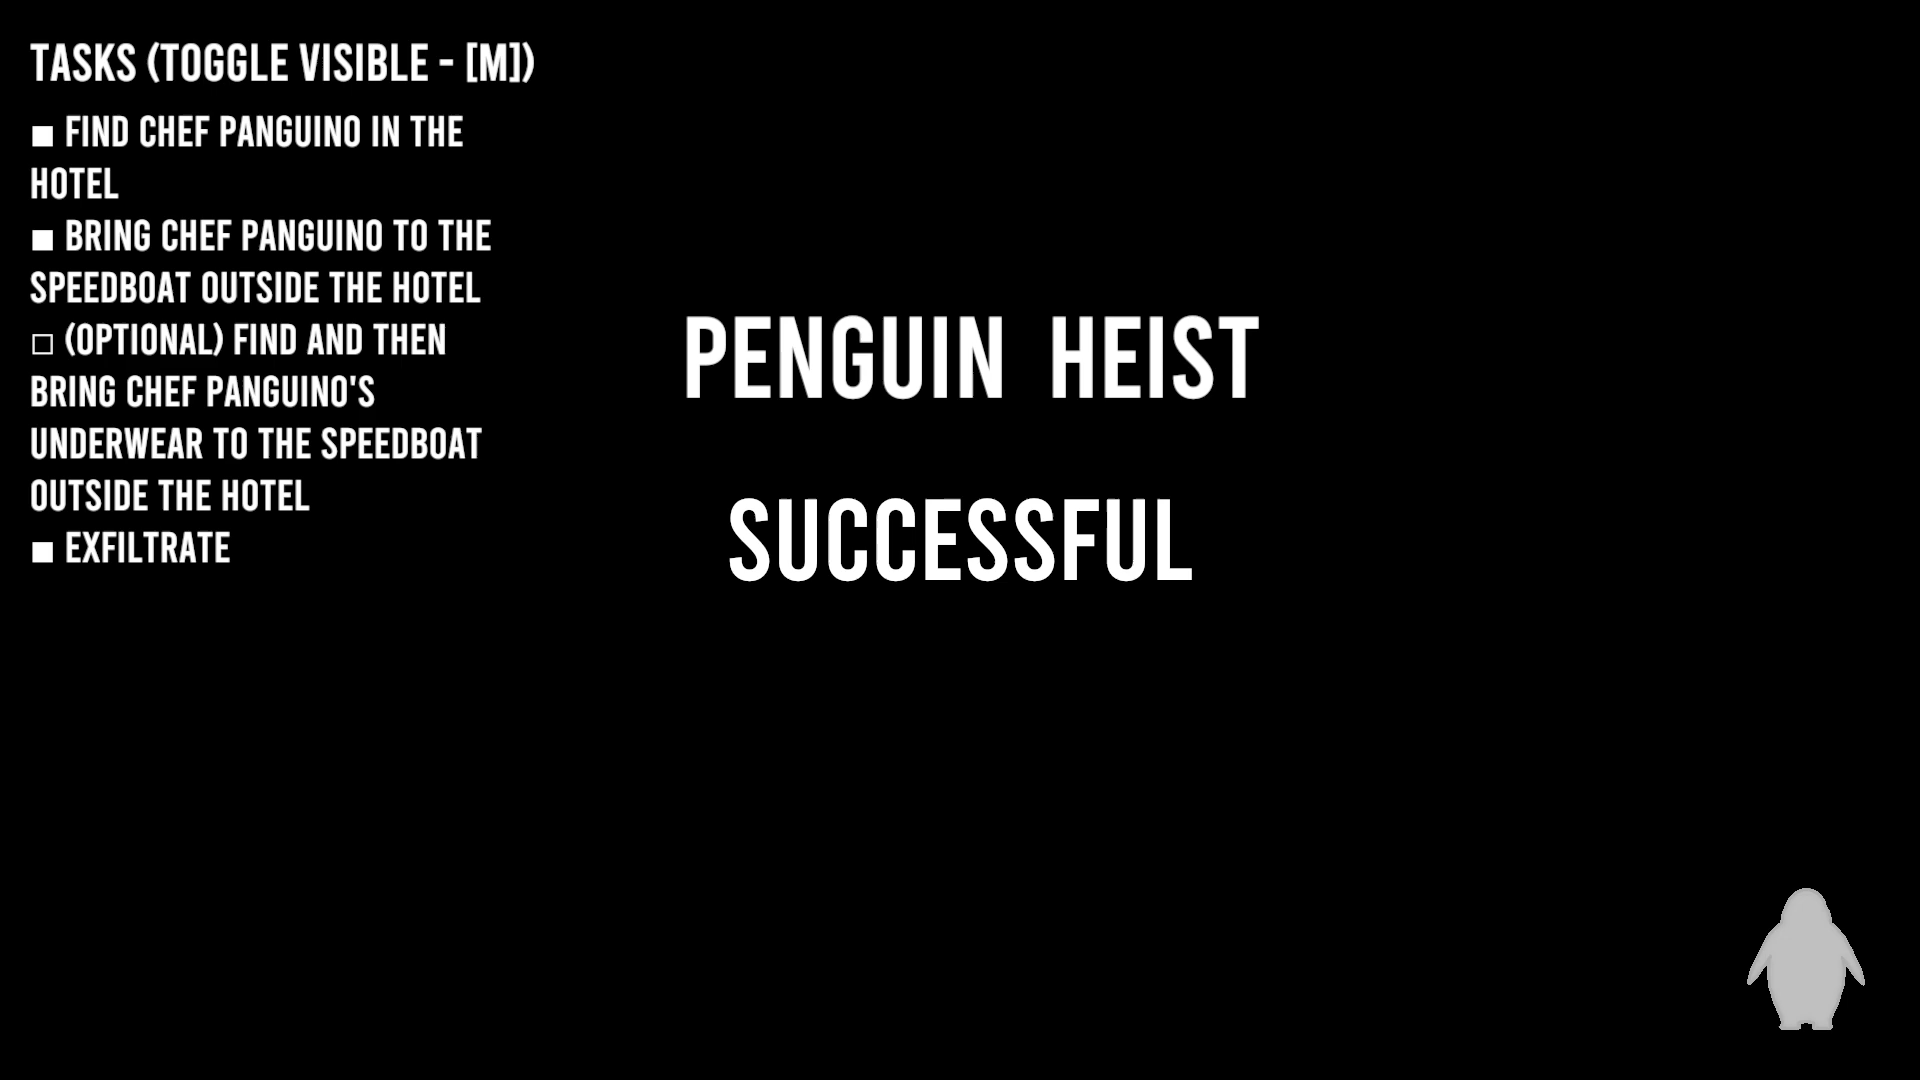 TASKS (TOGGLE VISIBLE - [M])
■ FIND CHEF PANGUINO IN THE
HOTEL
■ BRING CHEF PANGUINO TO THE
SPEEDBOAT OUTSIDE THE HOTEL
□ (OPTIONAL) FIND AND THEN
BRING CHEF PANGUINO'S
UNDERWEAR TO THE SPEEDBOAT
OUTSIDE THE HOTEL
■ EXFILTRATE
PENGUIN HEIST
SUCCESSFUL